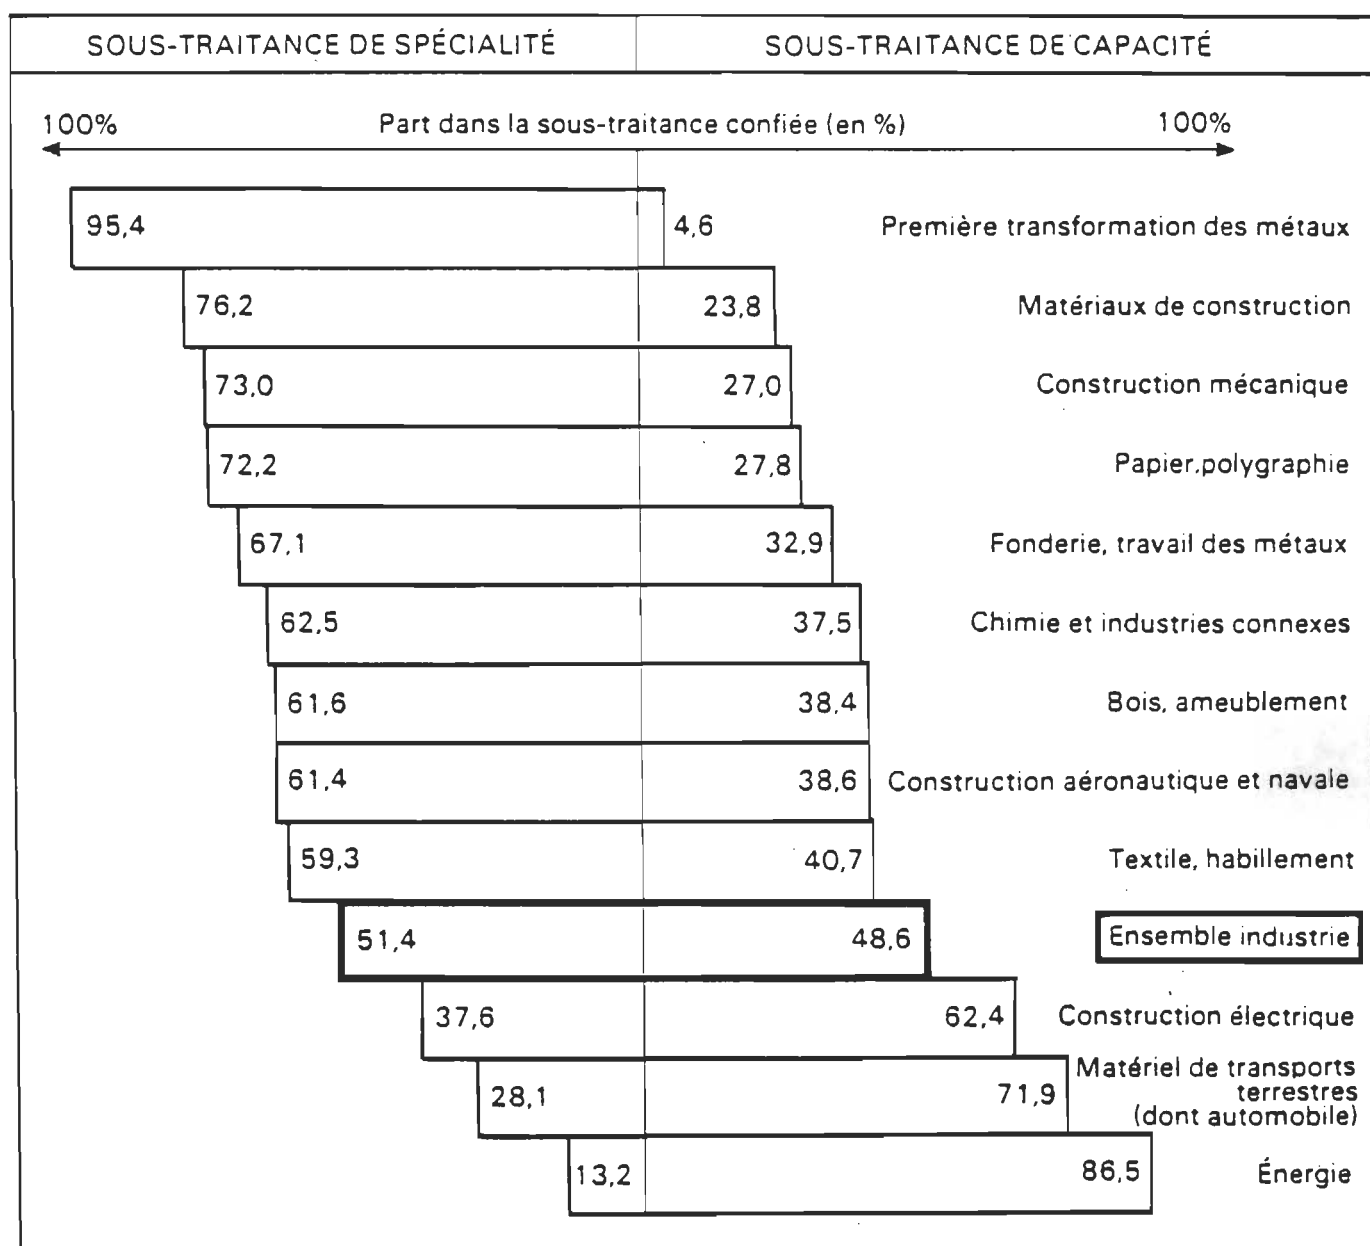 SOUS-TRAITANCE DE SPÉCIALITÉ SOUS-TRAITANCE DE CAPACITÉ
100% Part dans la sous-traitance confiée (en %) 100%
95,4 4,6 Première transformation des métaux
76,2 23,8 Matériaux de construction
73,0 27,0 Construction mécanique
72,2 27,8 Papier.polygraphie
67,1 32,9 Fonderie, travail des métaux
62,5 37,5 Chimie et industries connexes
61,6 38,4 Bois, ameublement
61,4 38,6 Construction aéronautique et navale
59,3 40,7 Textile, habillement
51,4 48,6 Ensemble industrie
37,6 62,4 Construction électrique
28,1 71,9 Matériel de transports
terrestres
(dont automobile)
13,2 86,5 Énergie